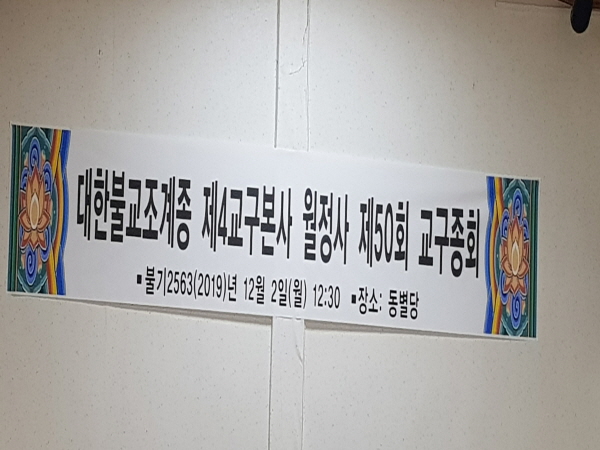 대한불교조계종 제4교구본사 월정사 제50회 교구종회
▪불기2563(2019)년 12월 2일(월) 12:30 ▪장소: 동별당